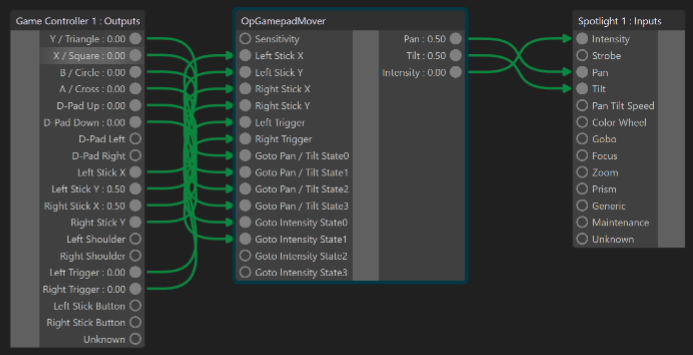 Game Controller 1 : Outputs
Y / Triangle : 0.00
X / Square : 0.00
B / Circle : 0.00
A / Cross : 0.00
D-Pad Up : 0.00
D-Pad Down : 0.00
D-Pad Left
D-Pad Right
Left Stick X
Left Stick Y : 0.50
Right Stick X : 0.50
Right Stick Y
Left Shoulder
Right Shoulder
Left Trigger : 0.00
Right Trigger : 0.00
Left Stick Button
Right Stick Button
Unknown
OpGamepadMover
Sensitivity
Left Stick X
Left Stick Y
Right Stick X
Right Stick Y
Left Trigger
Right Trigger
Goto Pan / Tilt State0
Goto Pan / Tilt State1
Goto Pan / Tilt State2
Goto Pan / Tilt State3
Goto Intensity State0
Goto Intensity State1
Goto Intensity State2
Goto Intensity State3
Pan : 0.50
Tilt : 0.50
Intensity : 0.00
Spotlight 1 : Inputs
Intensity
Strobe
Pan
Tilt
Pan Tilt Speed
Color Wheel
Gobo
Focus
Zoom
Prism
Generic
Maintenance
Unknown